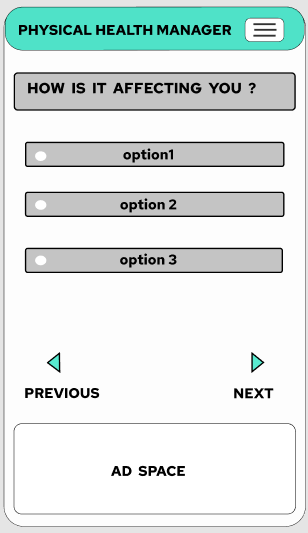 PHYSICAL HEALTH MANAGER
HOW IS IT AFFECTING YOU ?
option1
option 2
option 3
PREVIOUS
NEXT
AD SPACE